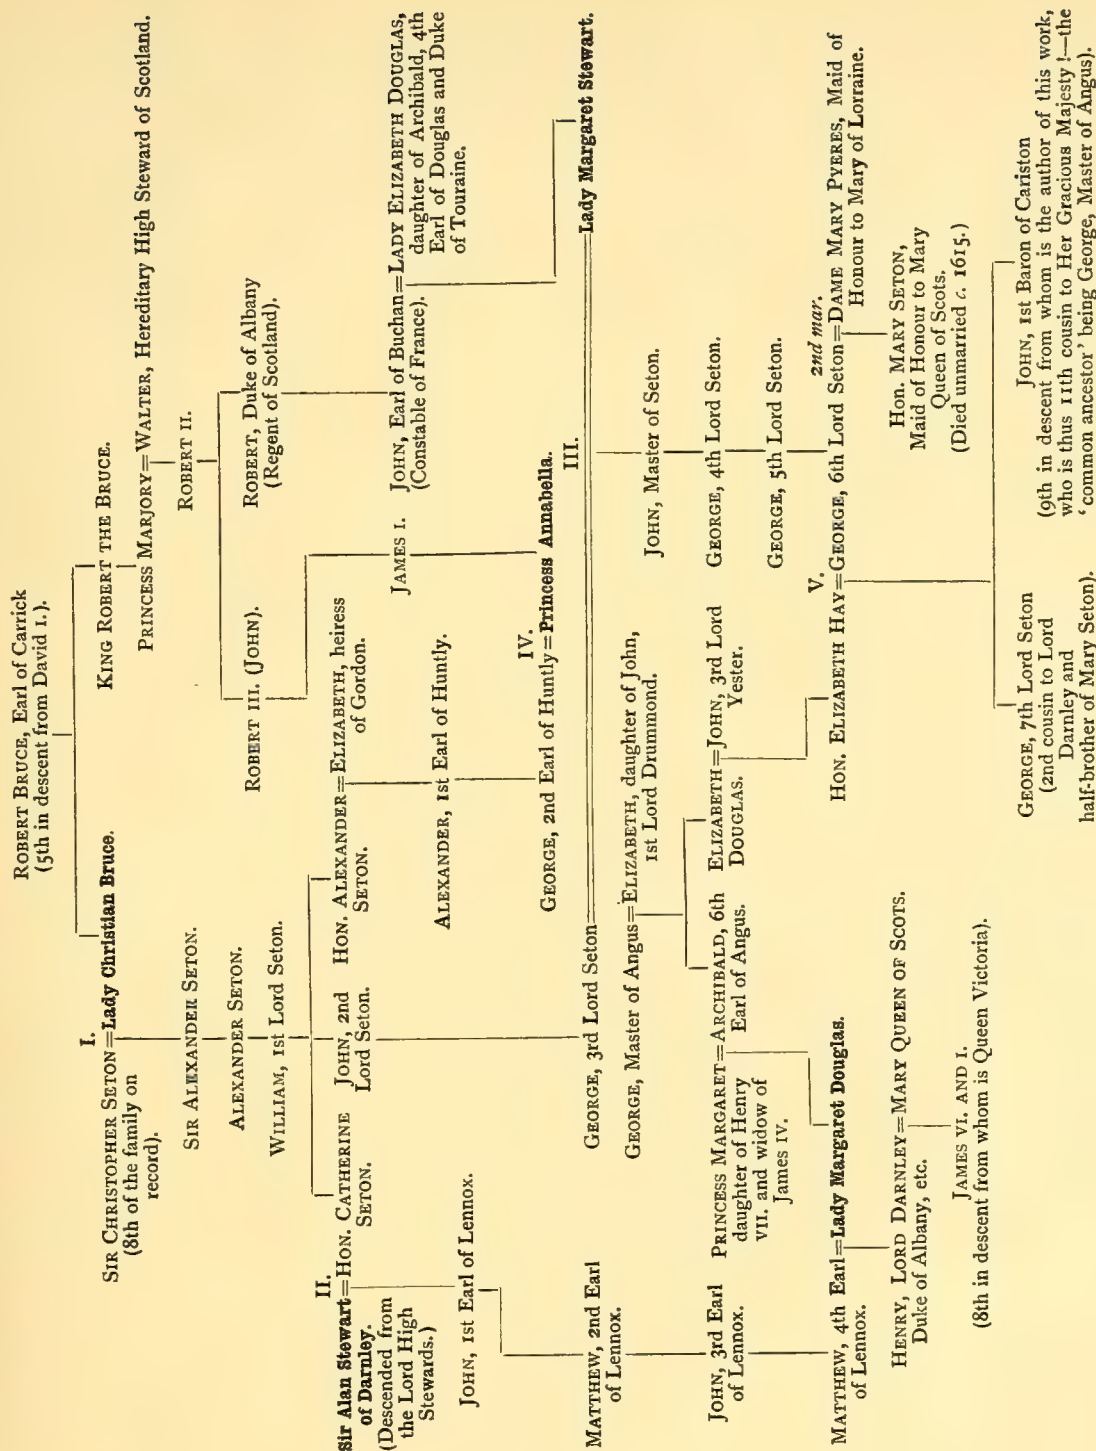 ROBERT BRUCE, Earl of Carrick
(5th in descent from David I.).
I.
SIR CHRISTOPHER SETON=Lady Christian Bruce.
(8th of the family on
record).
KING ROBERT THE BRUCE.
PRINCESS MARJORY=WALTER, Hereditary High Steward of Scotland.
SIR ALEXANDER SETON.
ROBERT II.
ALEXANDER SETON.
WILLIAM, 1st Lord Seton.
ROBERT III. (JOHN).
ROBERT, Duke of Albany
(Regent of Scotland).
II.
Sir Alan Stewart=HON. CATHERINE
of Darnley.
SETON.
(Descended from
the Lord High
Stewards.)
JOHN, 2nd
Lord Seton.
HON. ALEXANDER=ELIZABETH, heiress
SETON.
of Gordon.
JAMES I.
JOHN, Earl of Buchan=LADY ELIZABETH DOUGLAS,
(Constable of France).
daughter of Archibald, 4th
Earl of Douglas and Duke
of Touraine.
JOHN, 1st Earl of Lennox.
ALEXANDER, 1st Earl of Huntly.
IV.
GEORGE, 2nd Earl of Huntly=Princess Annabella.
III.
MATTHEW, 2nd Earl
of Lennox.
GEORGE, 3rd Lord Seton=Lady Margaret Stewart.
GEORGE, Master of Angus=ELIZABETH, daughter of John,
1st Lord Drummond.
JOHN, Master of Seton.
JOHN, 3rd Earl
of Lennox.
PRINCESS MARGARET=ARCHIBALD, 6th
daughter of Henry
Earl of Angus.
VII. and widow of
James IV.
ELIZABETH=JOHN, 3rd Lord
DOUGLAS.
Yester.
GEORGE, 4th Lord Seton.
GEORGE, 5th Lord Seton.
MATTHEW, 4th Earl=Lady Margaret Douglas.
of Lennox.
V.
2nd mar.
HON. ELIZABETH HAY=GEORGE, 6th Lord Seton=DAME MARY PYERES, Maid of
Honour to Mary of Lorraine.
HENRY, LORD DARNLEY=MARY QUEEN OF SCOTS.
Duke of Albany, etc.
Hon. MARY SETON,
Maid of Honour to Mary
Queen of Scots.
(Died unmarried c. 1615.)
JAMES VI. AND I.
(8th in descent from whom is Queen Victoria).
GEORGE, 7th Lord Seton
(2nd cousin to Lord
Darnley and
half-brother of Mary Seton).
JOHN, 1st Baron of Cariston
(9th in descent from whom is the author of this work,
who is thus 11th cousin to Her Gracious Majesty!—the
'common ancestor' being George, Master of Angus).